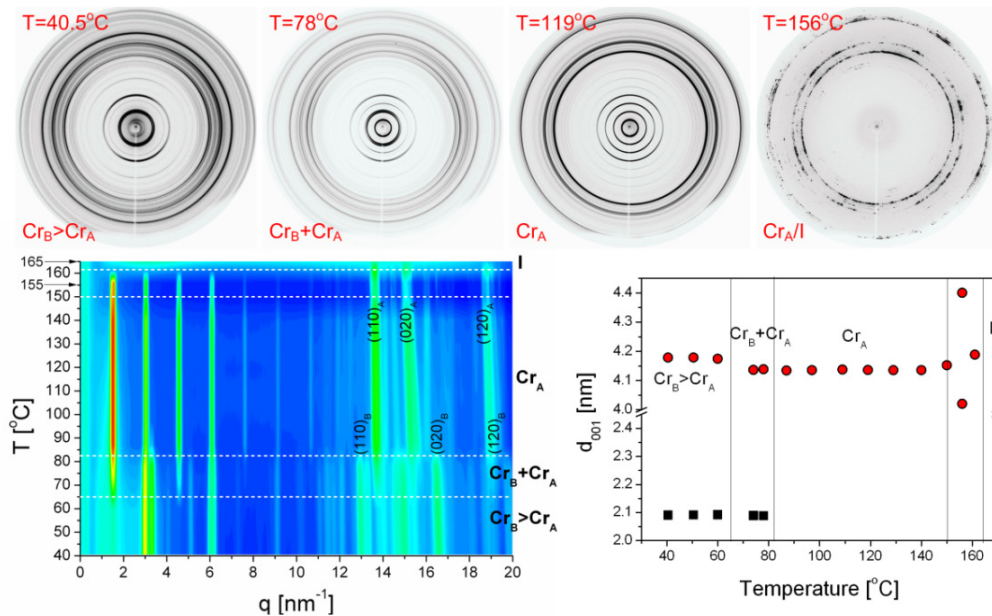 T=40.5°C
T=78°C
T=119°C
T=156°C
Cr_B>Cr_A
Cr_B+Cr_A
Cr_A
Cr_A/I
165
160
155
150
140
130
120
110
100
90
80
70
60
50
40
T [°C]
I
(110)_A
(020)_A
(120)_A
Cr_A
(110)_B
(020)_B
(120)_B
Cr_B+Cr_A
Cr_B>Cr_A
0 2 4 6 8 10 12 14 16 18 20
q [nm⁻¹]
4.4
4.3
4.2
4.1
4.0
2.2
2.1
2.0
d_001 [nm]
Cr_B+Cr_A
Cr_A
Cr_B>Cr_A
40 60 80 100 120 140 160
Temperature [°C]